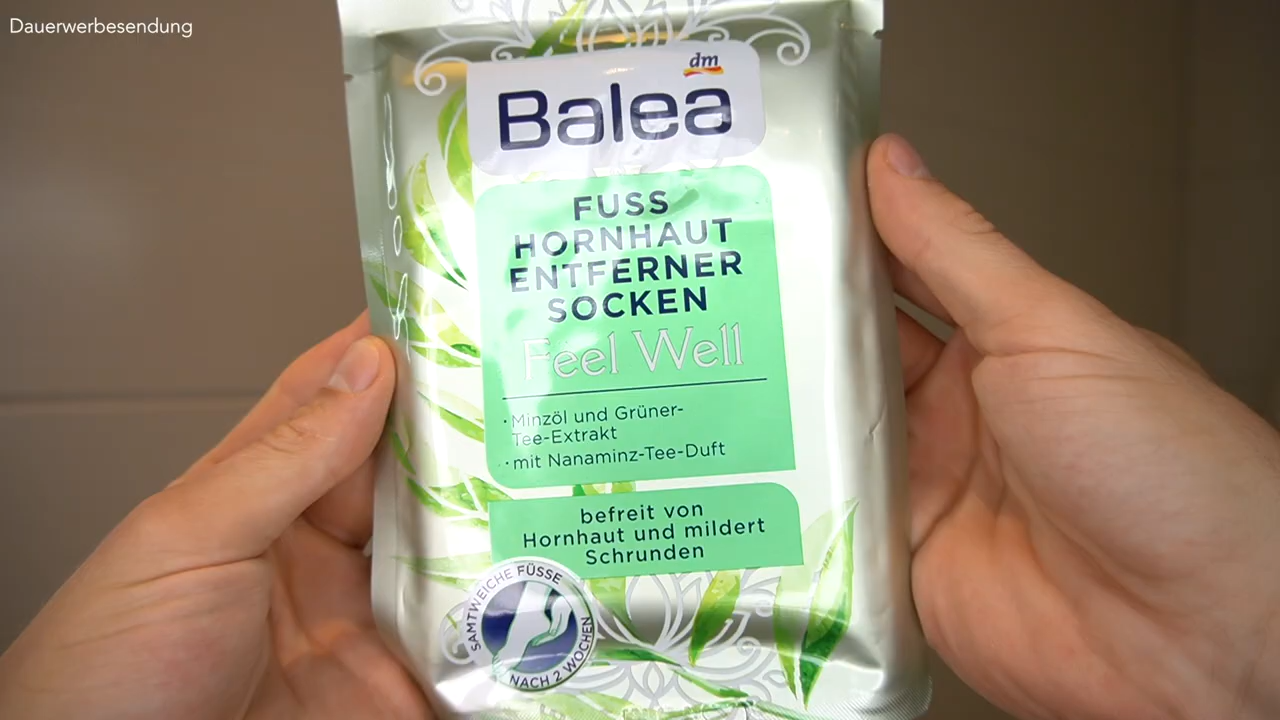 Dauerwerbesendung
dm
Balea
FUSS
HORNHAUT
ENTFERNER
SOCKEN
Feel Well
· Minzöl und Grüner-
Tee-Extrakt
· mit Nanaminz-Tee-Duft
befreit von
Hornhaut und mildert
Schrunden
SAMTWEICHE FÜSSE
NACH 2 WOCHEN